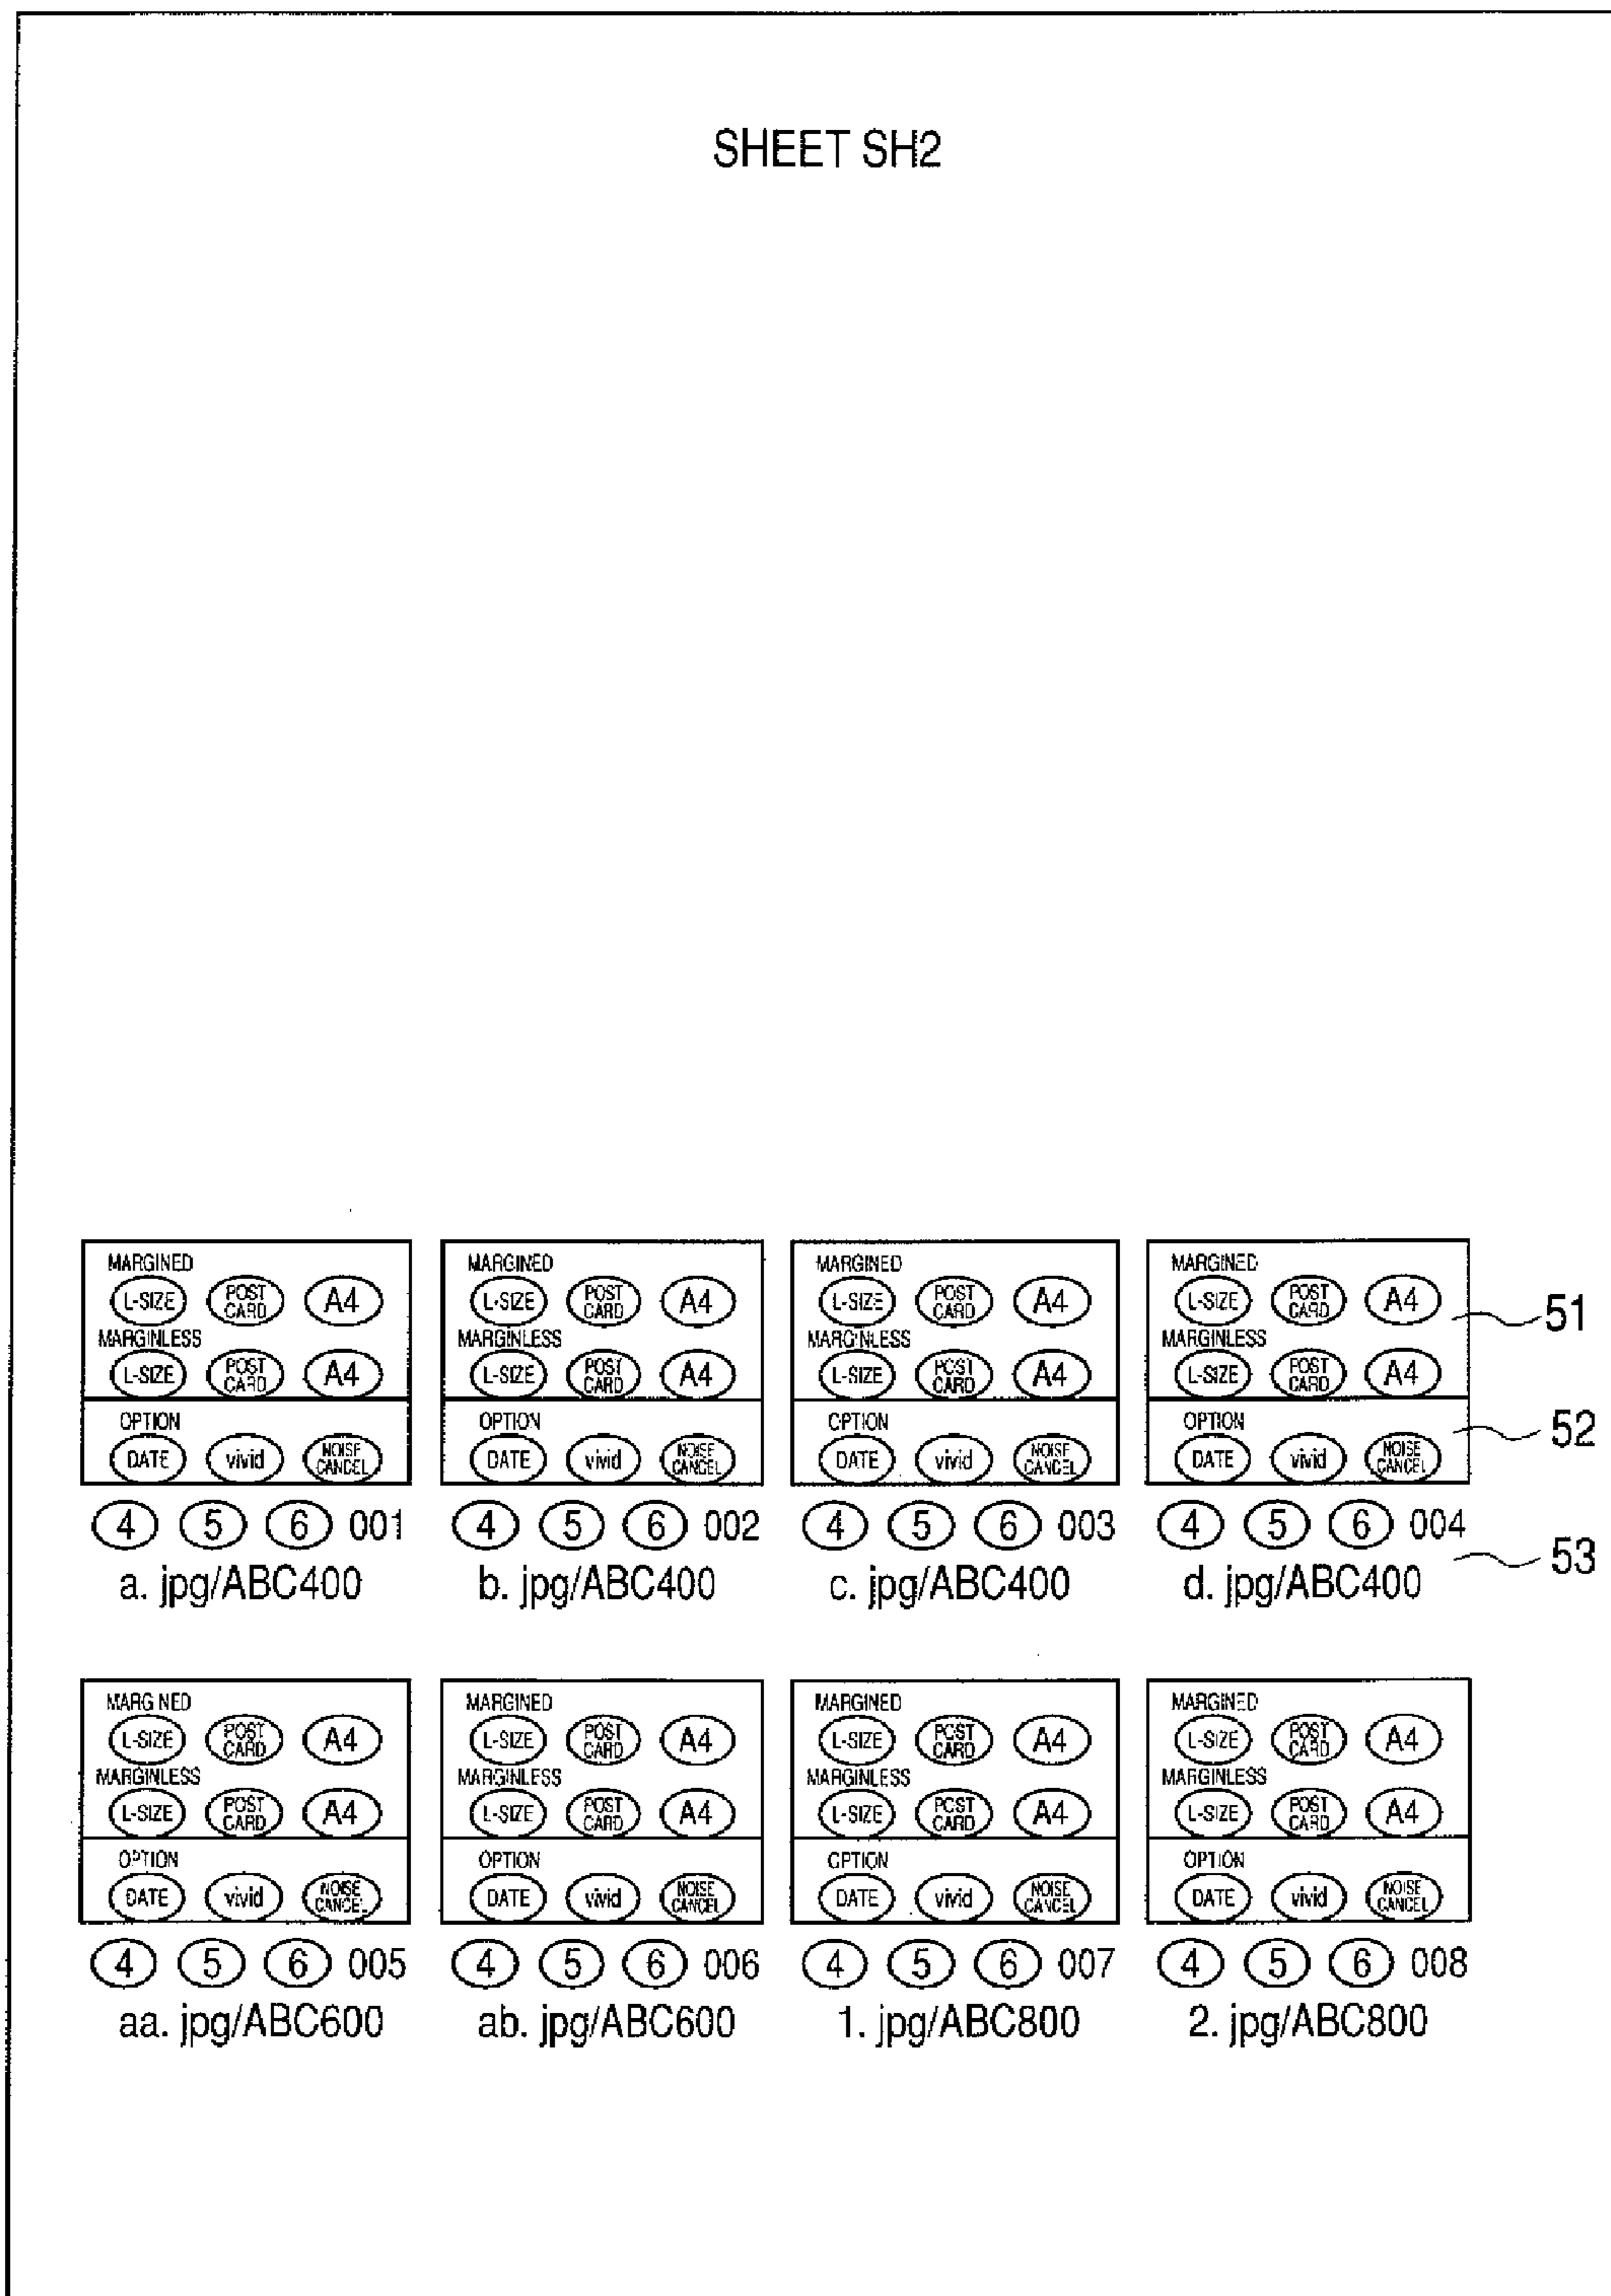 SHEET SH2
MARGINED MARGINED MARGINED MARGINED
L-SIZE POST CARD A4 L-SIZE POST CARD A4 L-SIZE POST CARD A4 L-SIZE POST CARD A4 51
MARGINLESS MARGINLESS MARGINLESS MARGINLESS
L-SIZE POST CARD A4 L-SIZE POST CARD A4 L-SIZE POST CARD A4 L-SIZE POST CARD A4
OPTION OPTION OPTION OPTION 52
DATE vivid NOISE CANCEL DATE vivid NOISE CANCEL DATE vivid NOISE CANCEL DATE vivid NOISE CANCEL
4 5 6 001 4 5 6 002 4 5 6 003 4 5 6 004
a. jpg/ABC400 b. jpg/ABC400 c. jpg/ABC400 d. jpg/ABC400 53
MARGINED MARGINED MARGINED MARGINED
L-SIZE POST CARD A4 L-SIZE POST CARD A4 L-SIZE POST CARD A4 L-SIZE POST CARD A4
MARGINLESS MARGINLESS MARGINLESS MARGINLESS
L-SIZE POST CARD A4 L-SIZE POST CARD A4 L-SIZE POST CARD A4 L-SIZE POST CARD A4
OPTION OPTION OPTION OPTION
DATE vivid NOISE CANCEL DATE vivid NOISE CANCEL DATE vivid NOISE CANCEL DATE vivid NOISE CANCEL
4 5 6 005 4 5 6 006 4 5 6 007 4 5 6 008
aa. jpg/ABC600 ab. jpg/ABC600 1. jpg/ABC800 2. jpg/ABC800